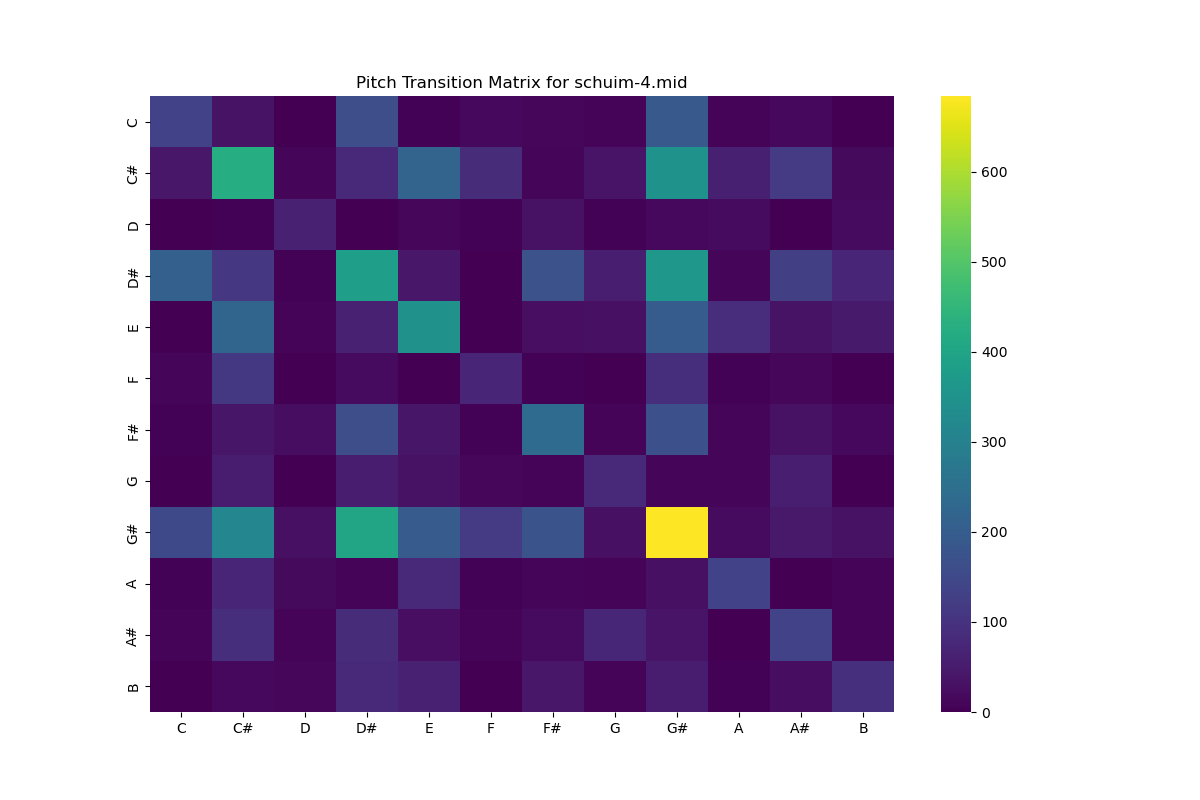 Pitch Transition Matrix for schuim-4.mid
C
C#
D
D#
E
F
F#
G
G#
A
A#
B
C C# D D# E F F# G G# A A# B
600
500
400
300
200
100
0